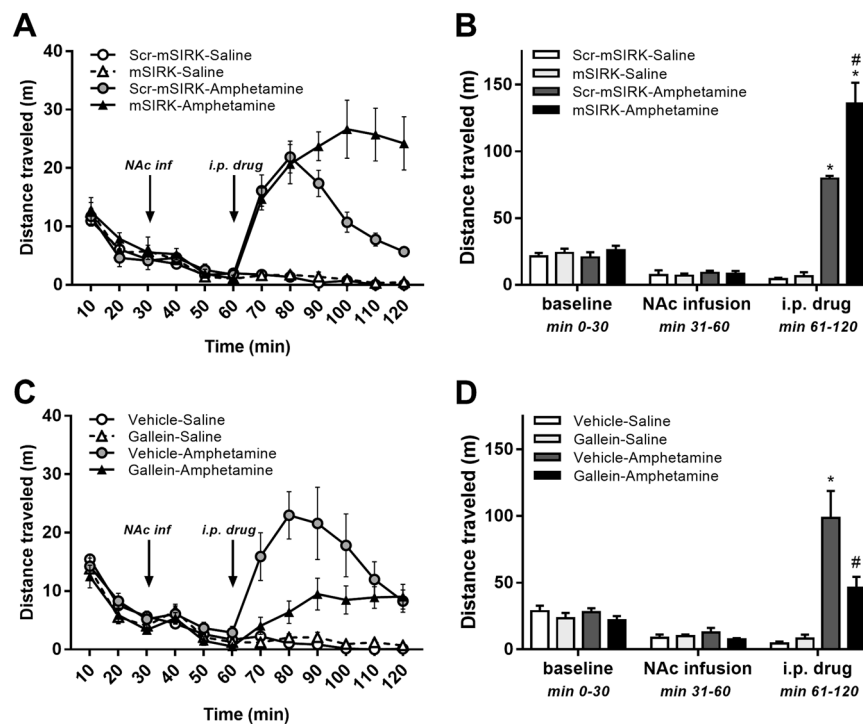 A
Distance traveled (m)
40
30
20
10
0
Scr-mSIRK-Saline
mSIRK-Saline
Scr-mSIRK-Amphetamine
mSIRK-Amphetamine
NAc inf
i.p. drug
10 20 30 40 50 60 70 80 90 100 110 120
Time (min)
B
Distance traveled (m)
150
100
50
0
Scr-mSIRK-Saline
mSIRK-Saline
Scr-mSIRK-Amphetamine
mSIRK-Amphetamine
#
*
*
baseline NAc infusion i.p. drug
min 0-30 min 31-60 min 61-120
C
Distance traveled (m)
40
30
20
10
0
Vehicle-Saline
Gallein-Saline
Vehicle-Amphetamine
Gallein-Amphetamine
NAc inf
i.p. drug
10 20 30 40 50 60 70 80 90 100 110 120
Time (min)
D
Distance traveled (m)
150
100
50
0
Vehicle-Saline
Gallein-Saline
Vehicle-Amphetamine
Gallein-Amphetamine
*
#
baseline NAc infusion i.p. drug
min 0-30 min 31-60 min 61-120